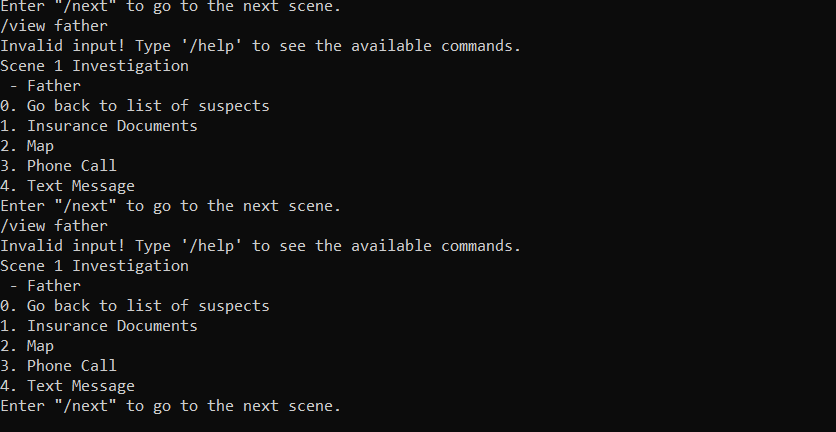 Enter "/next" to go to the next scene.
/view father
Invalid input! Type '/help' to see the available commands.
Scene 1 Investigation
 - Father
0. Go back to list of suspects
1. Insurance Documents
2. Map
3. Phone Call
4. Text Message
Enter "/next" to go to the next scene.
/view father
Invalid input! Type '/help' to see the available commands.
Scene 1 Investigation
 - Father
0. Go back to list of suspects
1. Insurance Documents
2. Map
3. Phone Call
4. Text Message
Enter "/next" to go to the next scene.